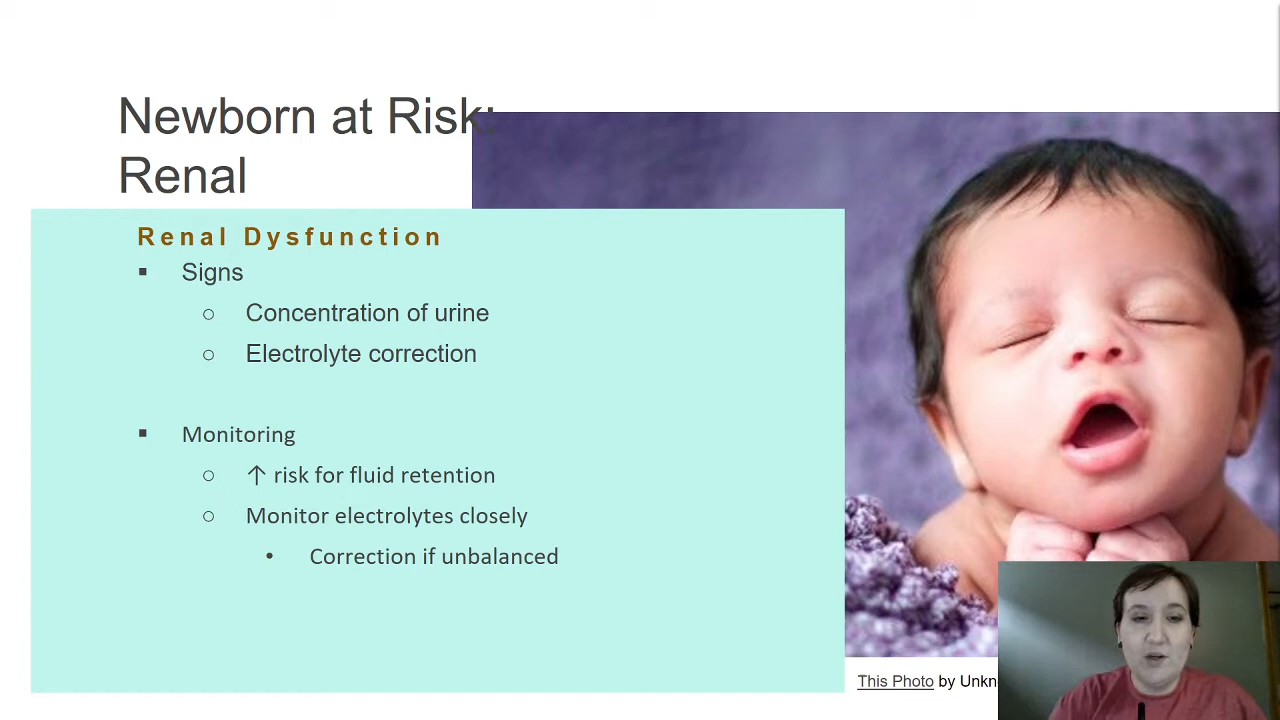 Newborn at Risk:
Renal
Renal Dysfunction
▪ Signs
○ Concentration of urine
○ Electrolyte correction
▪ Monitoring
○ ↑ risk for fluid retention
○ Monitor electrolytes closely
• Correction if unbalanced
This Photo by